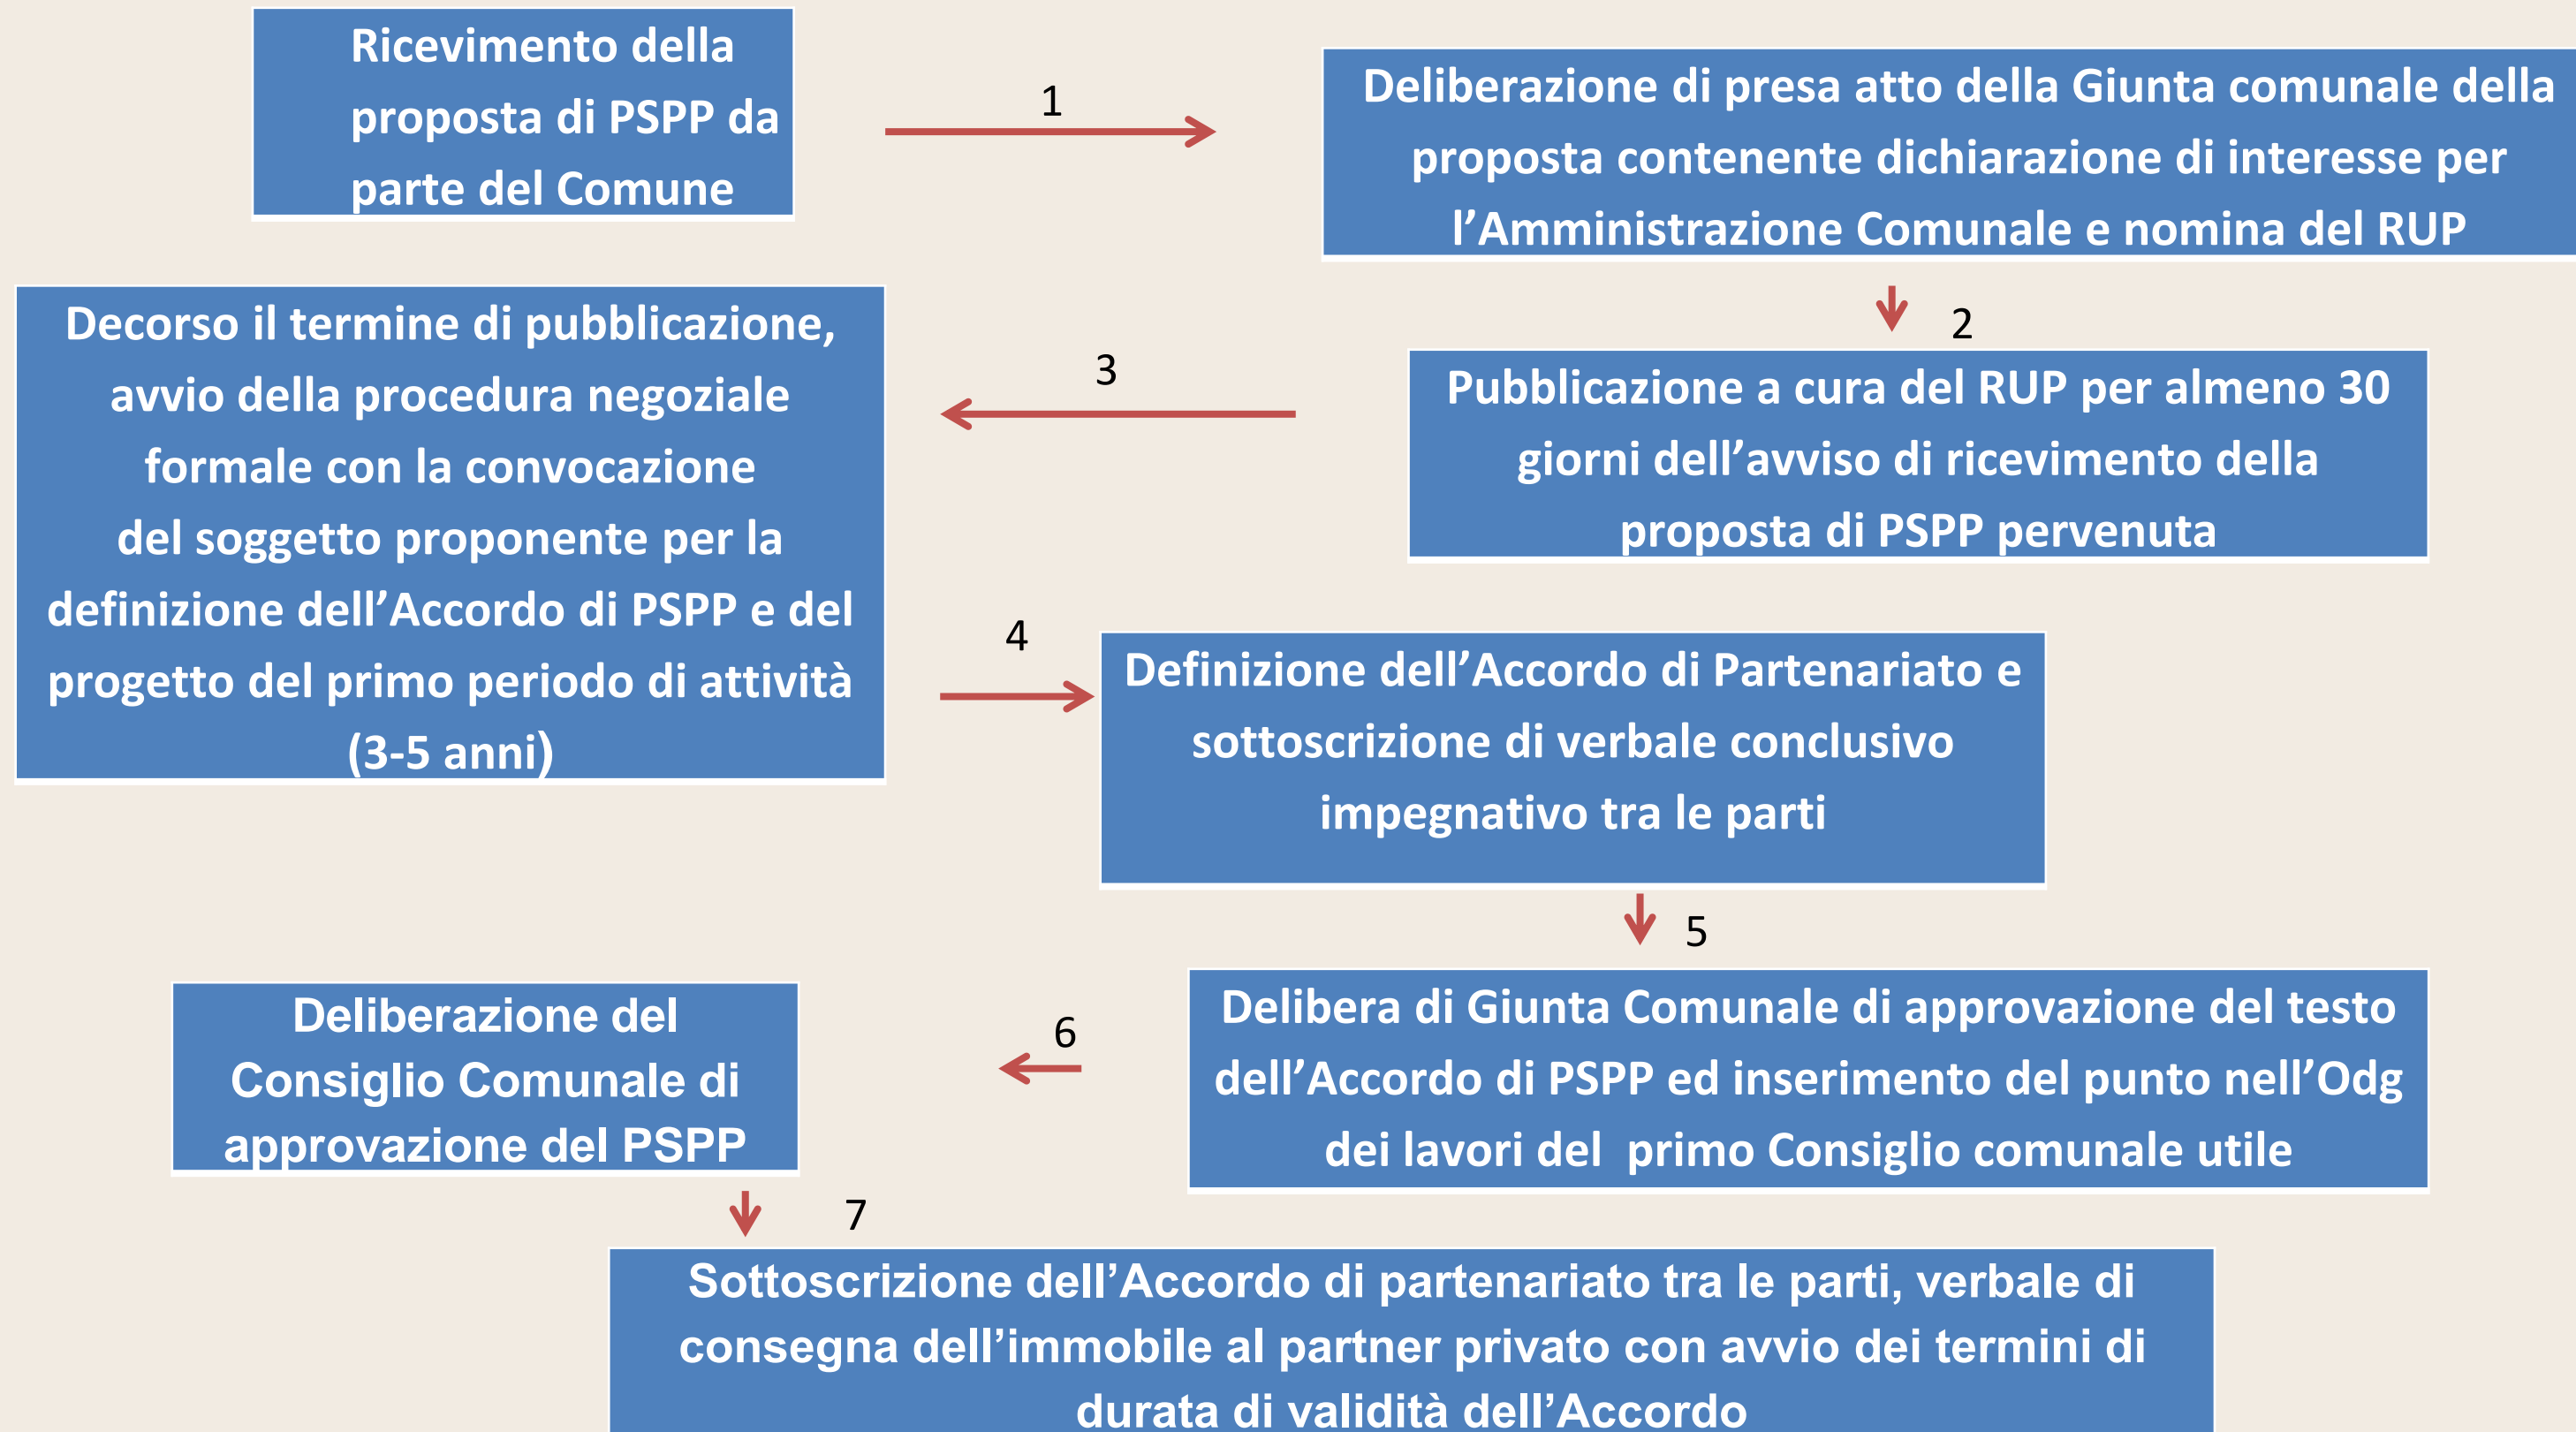 Ricevimento della
proposta di PSPP da
parte del Comune
1
Deliberazione di presa atto della Giunta comunale della
proposta contenente dichiarazione di interesse per
l’Amministrazione Comunale e nomina del RUP
2
Pubblicazione a cura del RUP per almeno 30
giorni dell’avviso di ricevimento della
proposta di PSPP pervenuta
3
Decorso il termine di pubblicazione,
avvio della procedura negoziale
formale con la convocazione
del soggetto proponente per la
definizione dell’Accordo di PSPP e del
progetto del primo periodo di attività
(3-5 anni)
4
Definizione dell’Accordo di Partenariato e
sottoscrizione di verbale conclusivo
impegnativo tra le parti
5
Delibera di Giunta Comunale di approvazione del testo
dell’Accordo di PSPP ed inserimento del punto nell’Odg
dei lavori del primo Consiglio comunale utile
6
Deliberazione del
Consiglio Comunale di
approvazione del PSPP
7
Sottoscrizione dell’Accordo di partenariato tra le parti, verbale di
consegna dell’immobile al partner privato con avvio dei termini di
durata di validità dell’Accordo